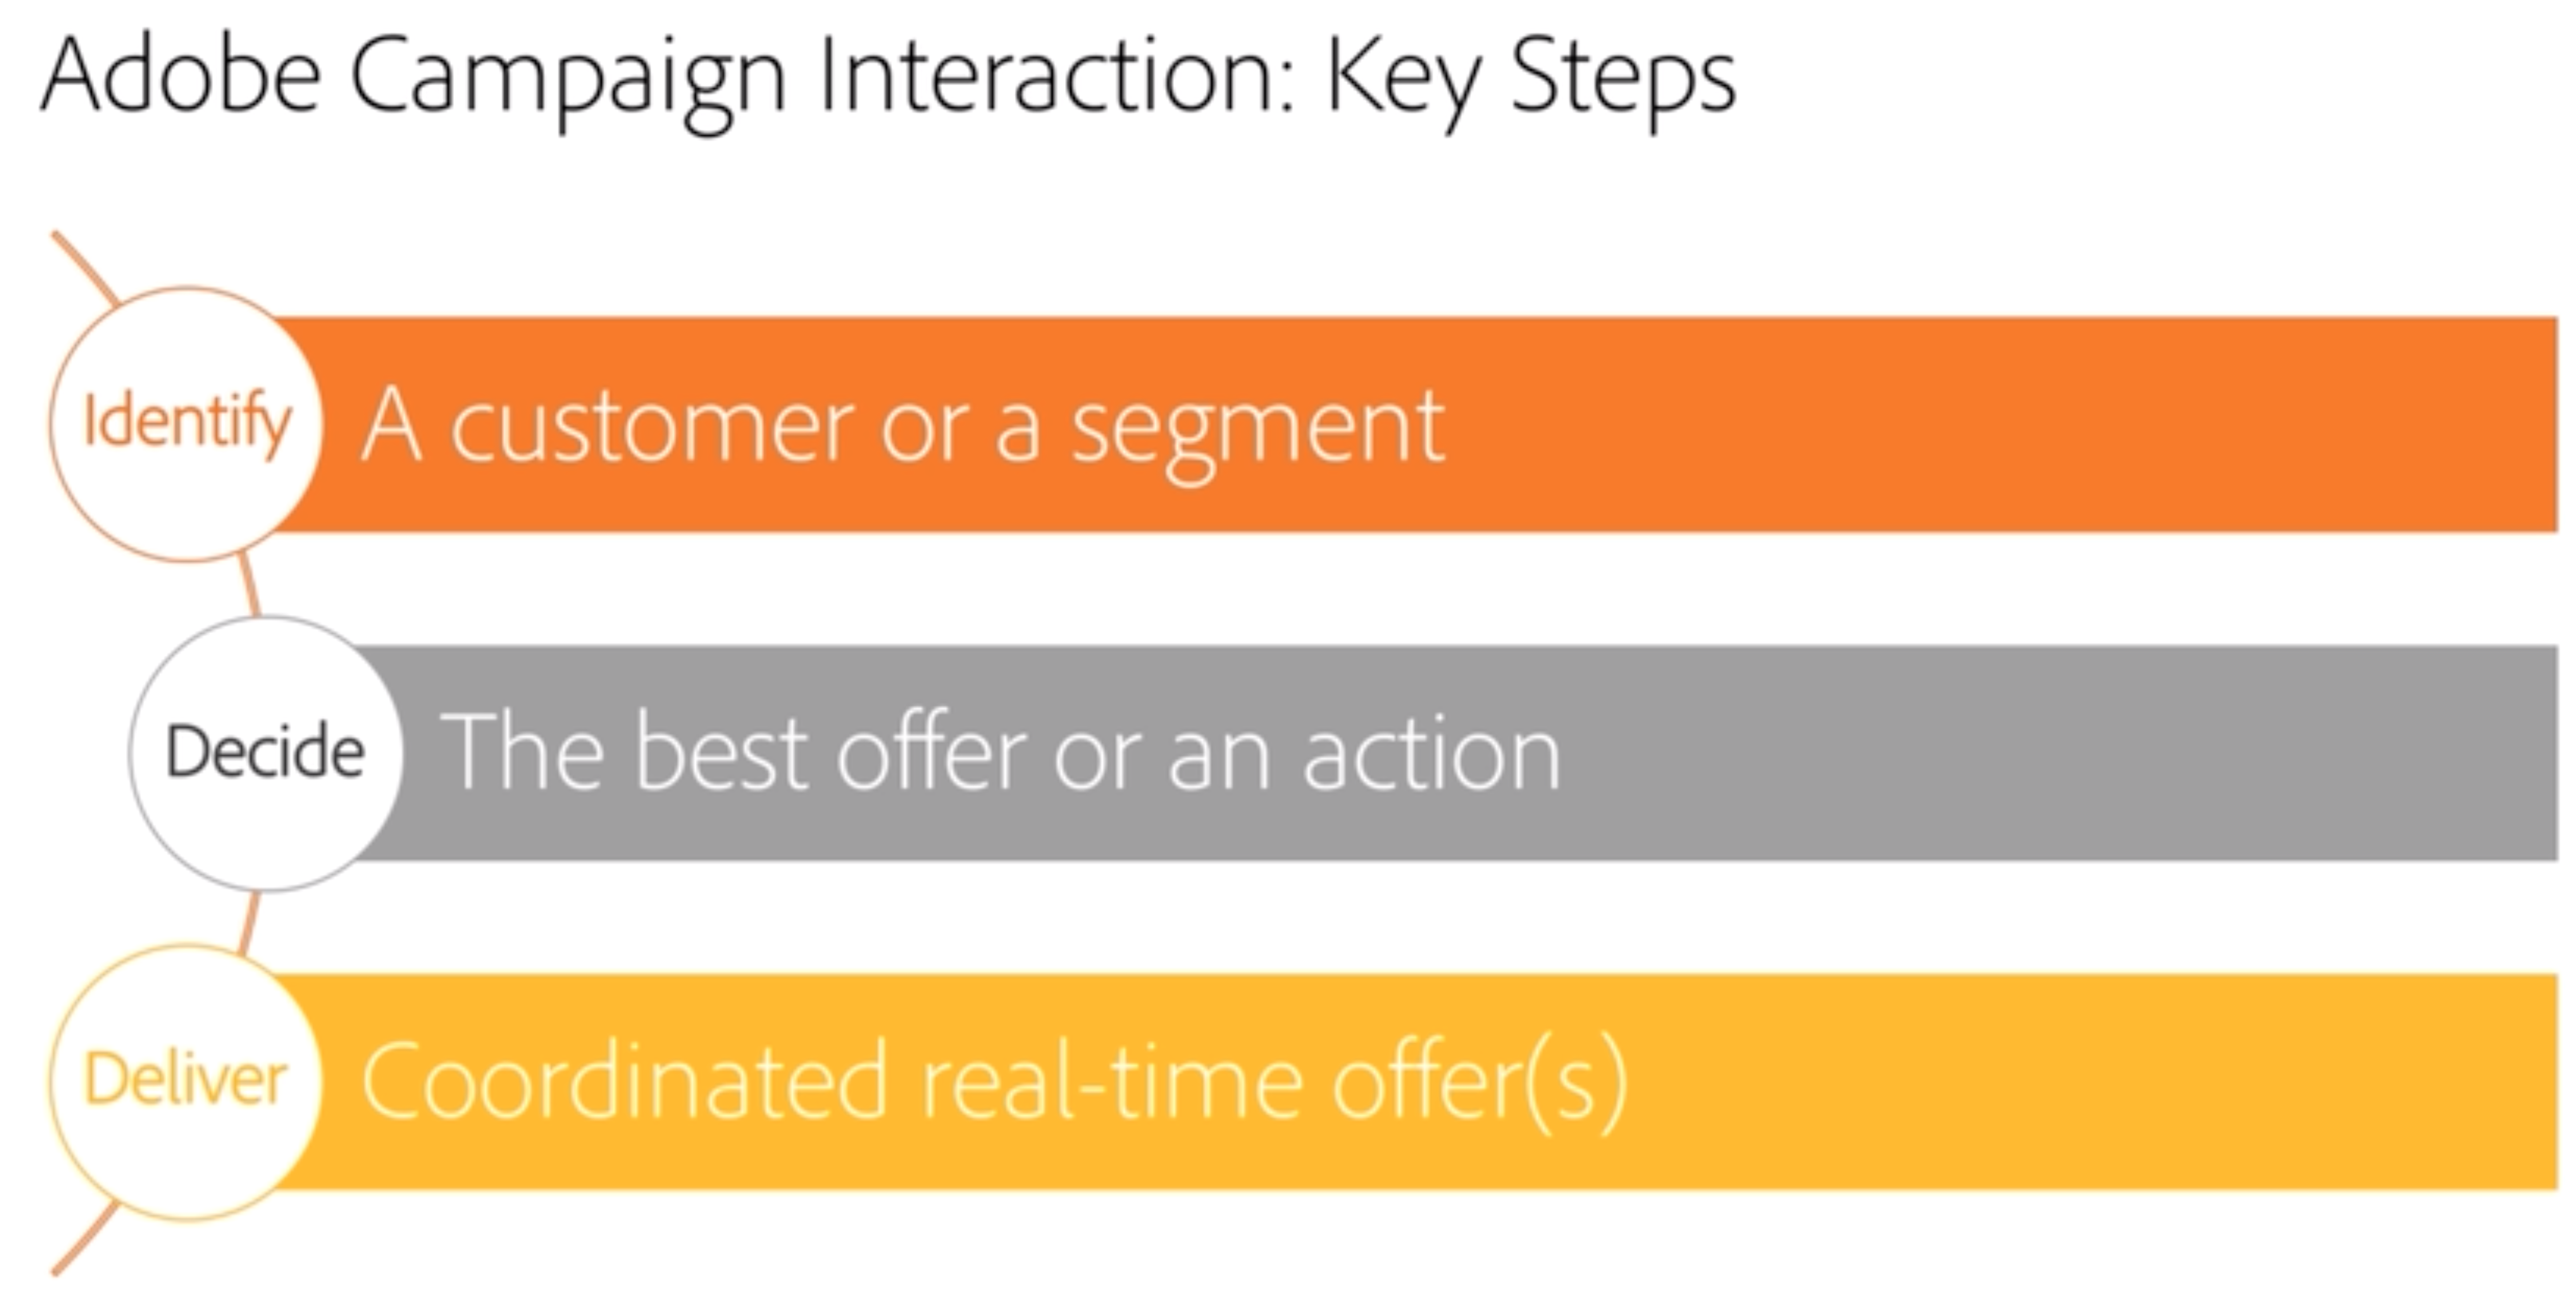 Adobe Campaign Interaction: Key Steps
Identify
A customer or a segment
Decide
The best offer or an action
Deliver
Coordinated real-time offer(s)